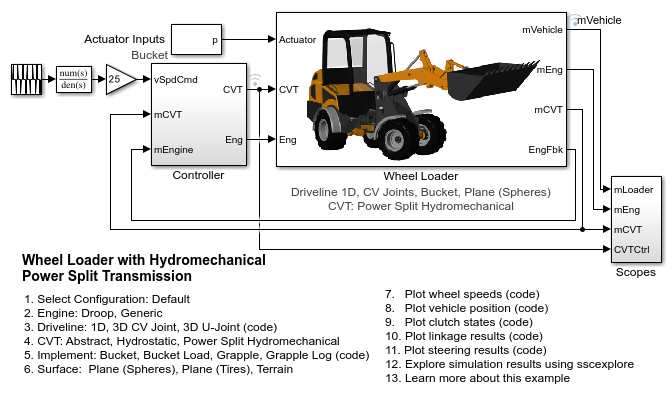 Actuator Inputs
p
Bucket
num(s)
den(s)
25
vSpdCmd
mCVT
mEngine
CVT
Eng
Controller
Actuator
CVT
Eng
mVehicle
mEng
mCVT
EngFbk
mVehicle
Wheel Loader
Driveline 1D, CV Joints, Bucket, Plane (Spheres)
CVT: Power Split Hydromechanical
mLoader
mEng
mCVT
CVTCtrl
Scopes
Wheel Loader with Hydromechanical
Power Split Transmission
1. Select Configuration: Default
2. Engine: Droop, Generic
3. Driveline: 1D, 3D CV Joint, 3D U-Joint (code)
4. CVT: Abstract, Hydrostatic, Power Split Hydromechanical
5. Implement: Bucket, Bucket Load, Grapple, Grapple Log (code)
6. Surface: Plane (Spheres), Plane (Tires), Terrain
7. Plot wheel speeds (code)
8. Plot vehicle position (code)
9. Plot clutch states (code)
10. Plot linkage results (code)
11. Plot steering results (code)
12. Explore simulation results using sscexplore
13. Learn more about this example